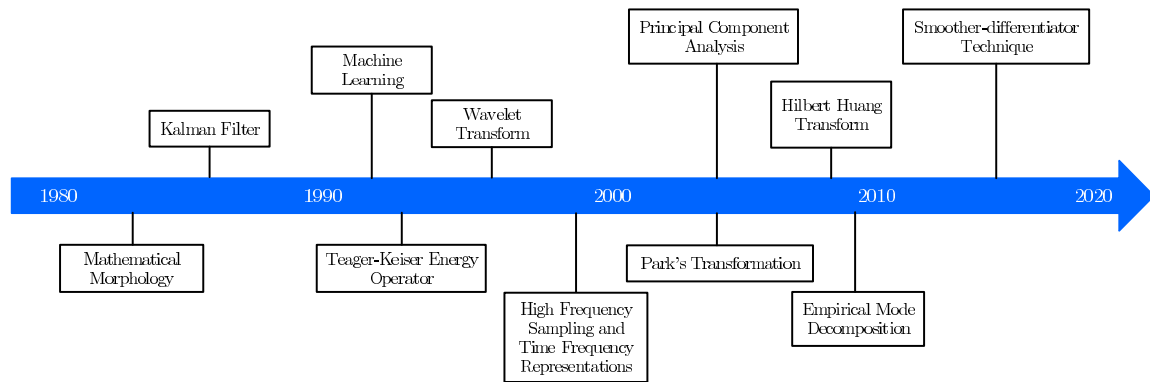 Principal Component
Analysis
Smoother-differentiator
Technique
Machine
Learning
Wavelet
Transform
Hilbert Huang
Transform
Kalman Filter
1980
1990
2000
2010
2020
Mathematical
Morphology
Teager-Keiser Energy
Operator
Park's Transformation
High Frequency
Sampling and
Time Frequency
Representations
Empirical Mode
Decomposition